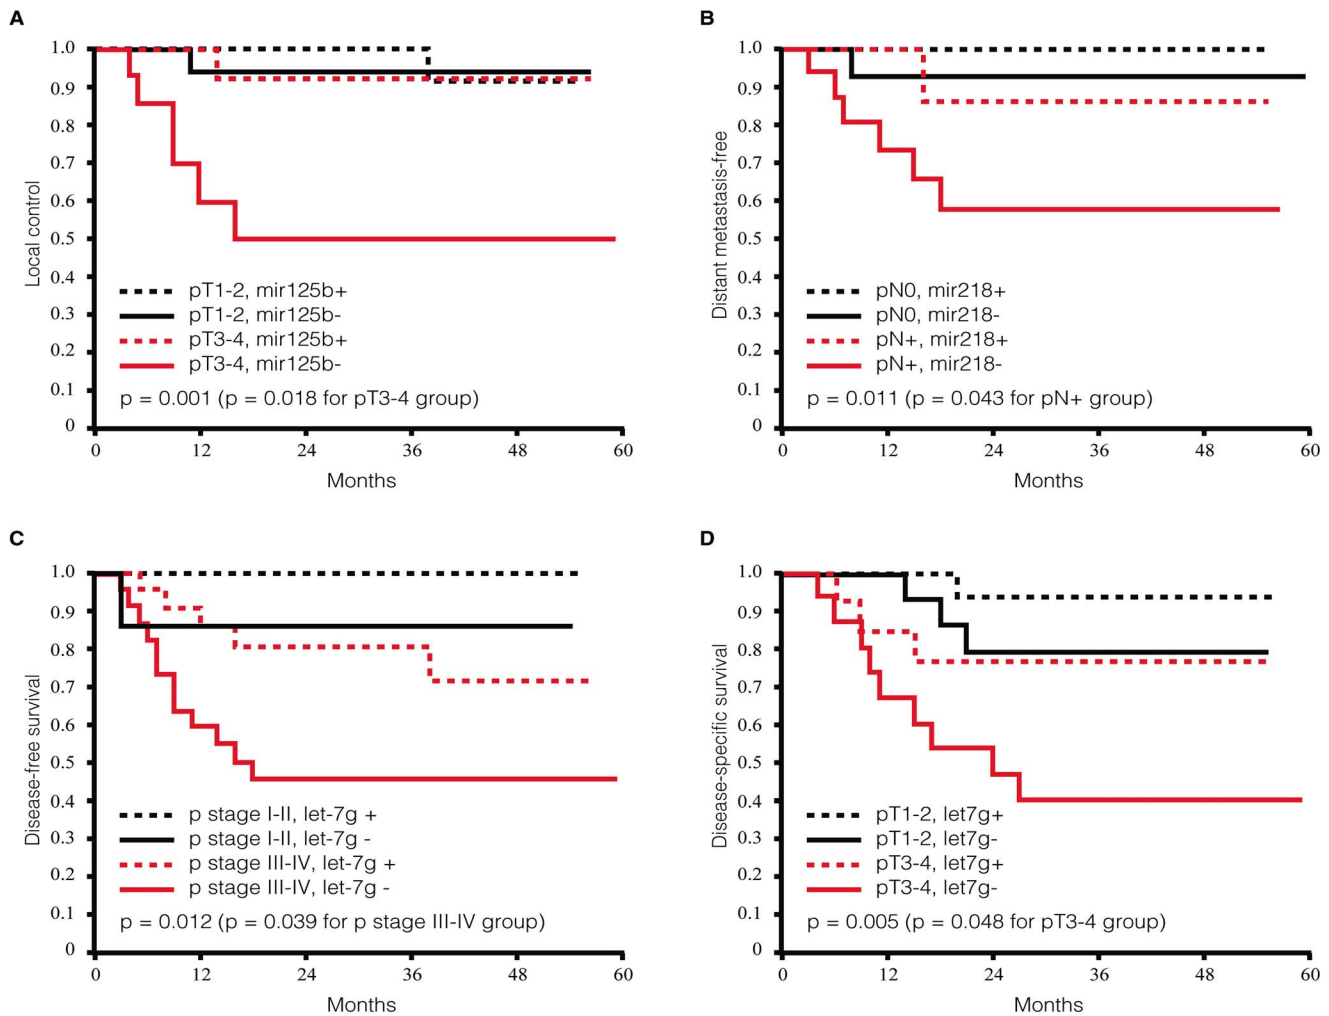 A
1.0
0.9
0.8
0.7
0.6
0.5
0.4
0.3
0.2
0.1
0
Local control
pT1-2, mir125b+
pT1-2, mir125b-
pT3-4, mir125b+
pT3-4, mir125b-
p = 0.001 (p = 0.018 for pT3-4 group)
0 12 24 36 48 60
Months
B
1.0
0.9
0.8
0.7
0.6
0.5
0.4
0.3
0.2
0.1
0
Distant metastasis-free
pN0, mir218+
pN0, mir218-
pN+, mir218+
pN+, mir218-
p = 0.011 (p = 0.043 for pN+ group)
0 12 24 36 48 60
Months
C
1.0
0.9
0.8
0.7
0.6
0.5
0.4
0.3
0.2
0.1
0
Disease-free survival
p stage I-II, let-7g +
p stage I-II, let-7g -
p stage III-IV, let-7g +
p stage III-IV, let-7g -
p = 0.012 (p = 0.039 for p stage III-IV group)
0 12 24 36 48 60
Months
D
1.0
0.9
0.8
0.7
0.6
0.5
0.4
0.3
0.2
0.1
0
Disease-specific survival
pT1-2, let7g+
pT1-2, let7g-
pT3-4, let7g+
pT3-4, let7g-
p = 0.005 (p = 0.048 for pT3-4 group)
0 12 24 36 48 60
Months